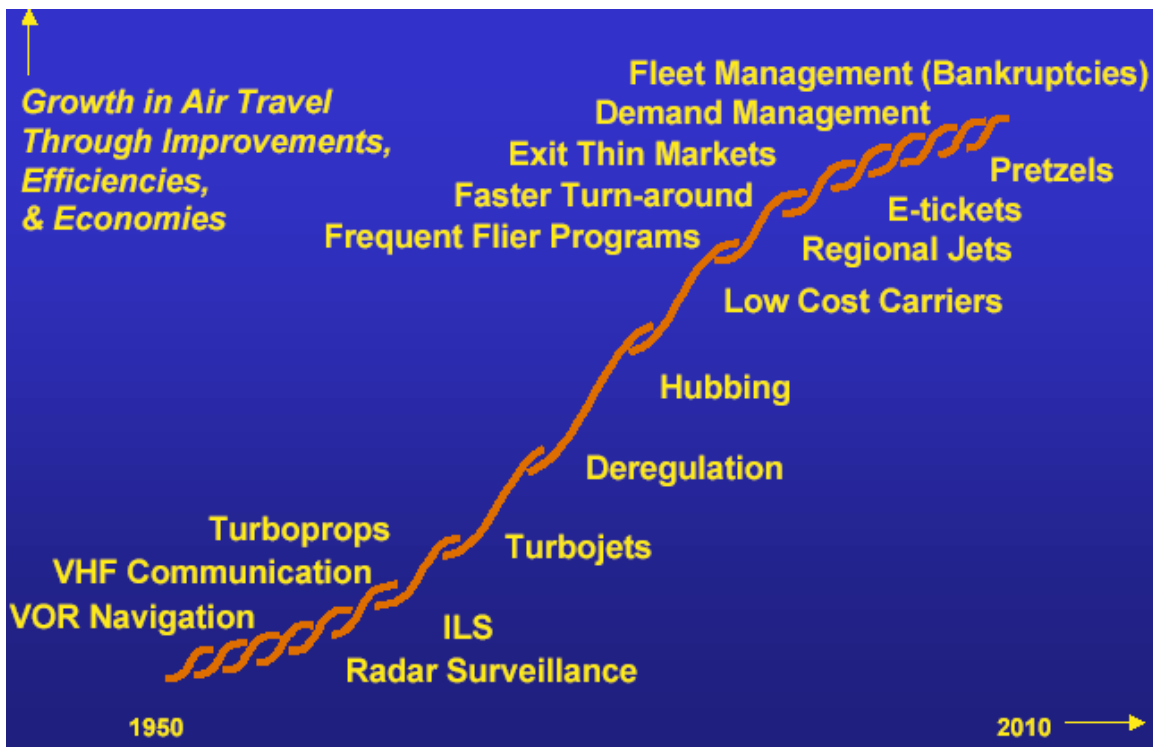 Growth in Air Travel
Through Improvements,
Efficiencies,
& Economies
Fleet Management (Bankruptcies)
Demand Management
Exit Thin Markets
Faster Turn-around
Frequent Flier Programs
Pretzels
E-tickets
Regional Jets
Low Cost Carriers
Hubbing
Deregulation
Turbojets
Turboprops
VHF Communication
VOR Navigation
ILS
Radar Surveillance
1950
2010